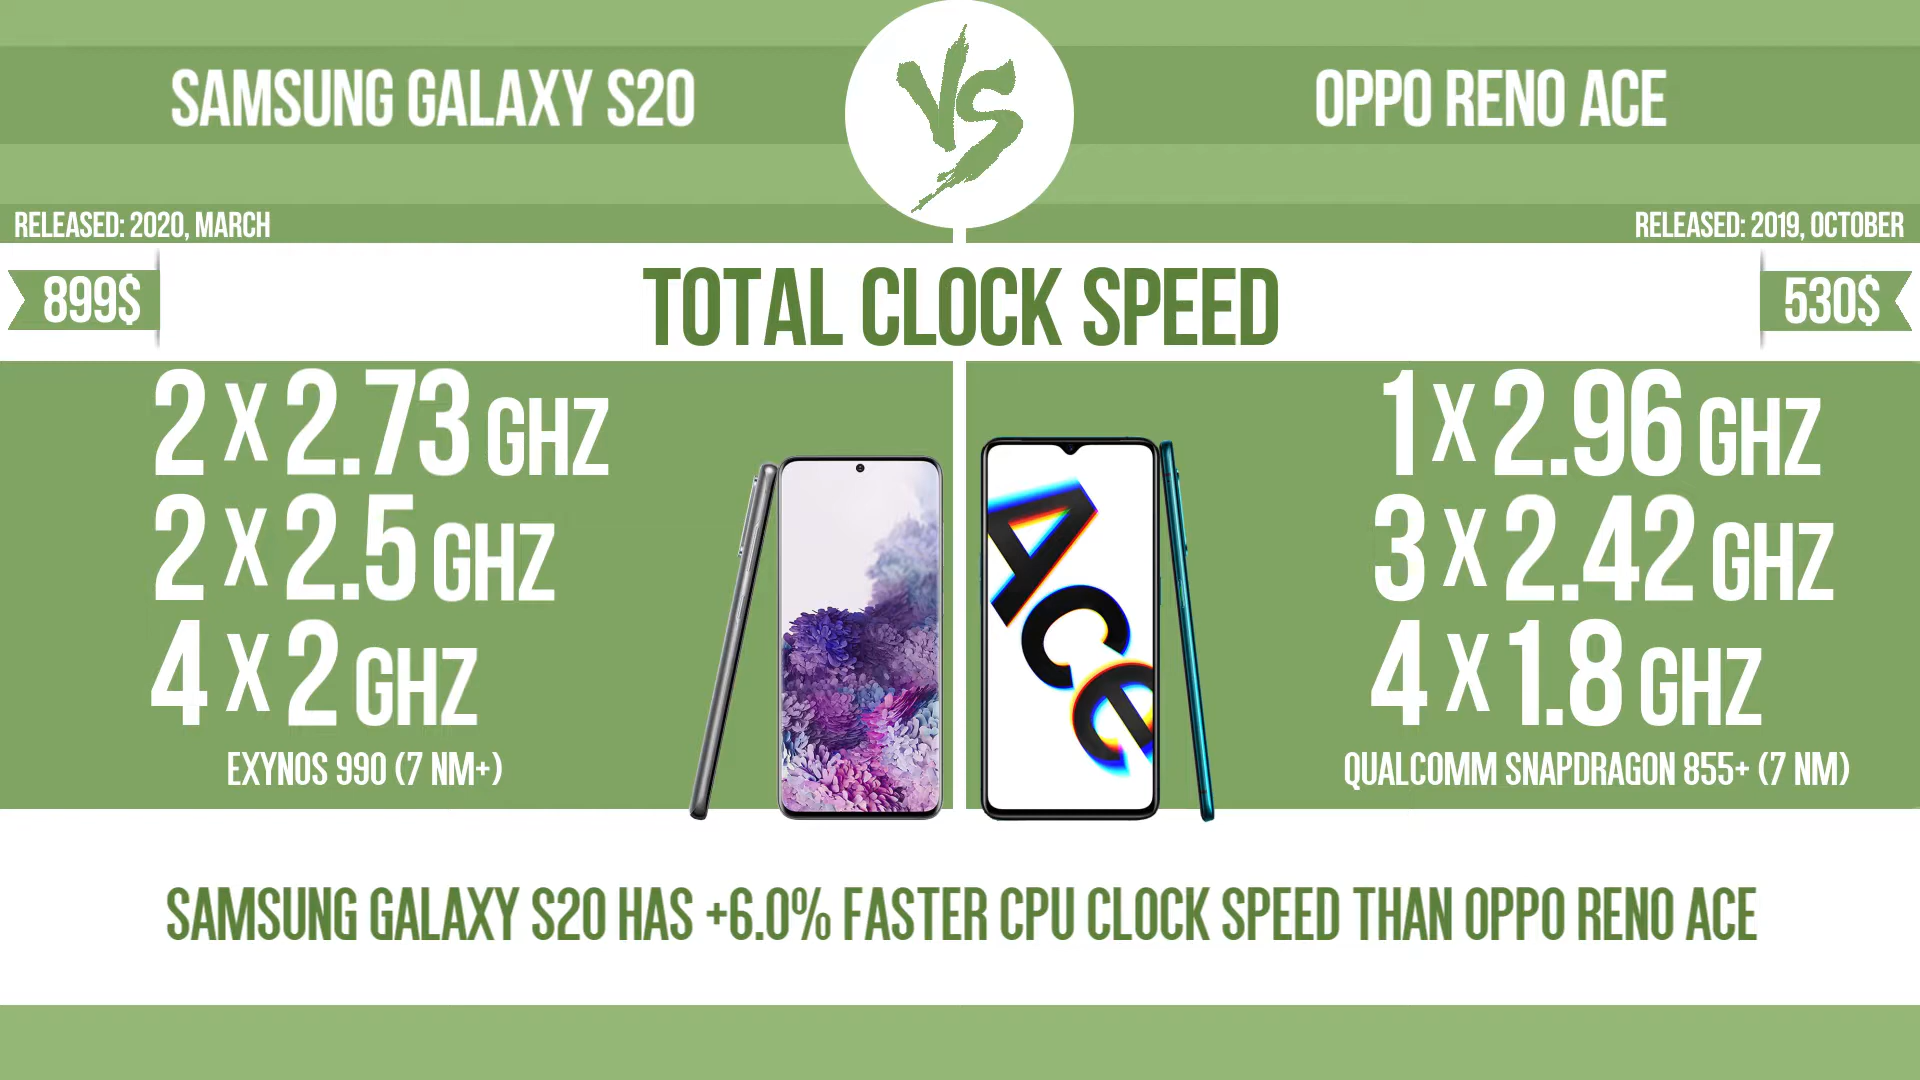 SAMSUNG GALAXY S20
VS
OPPO RENO ACE
RELEASED: 2020, MARCH
RELEASED: 2019, OCTOBER
899$
TOTAL CLOCK SPEED
530$
2 X 2.73 GHZ
2 X 2.5 GHZ
4 X 2 GHZ
EXYNOS 990 (7 NM+)
Ace
1 X 2.96 GHZ
3 X 2.42 GHZ
4 X 1.8 GHZ
QUALCOMM SNAPDRAGON 855+ (7 NM)
SAMSUNG GALAXY S20 HAS +6.0% FASTER CPU CLOCK SPEED THAN OPPO RENO ACE